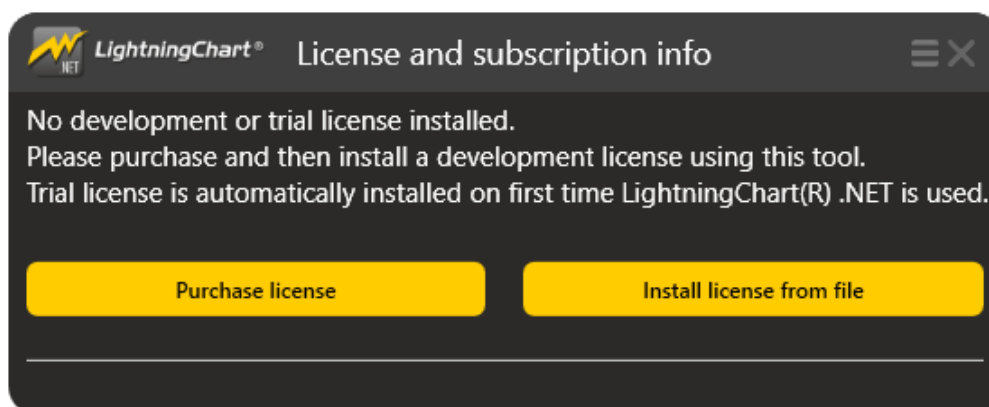 NET
LightningChart® License and subscription info
No development or trial license installed.
Please purchase and then install a development license using this tool.
Trial license is automatically installed on first time LightningChart(R) .NET is used.
Purchase license
Install license from file